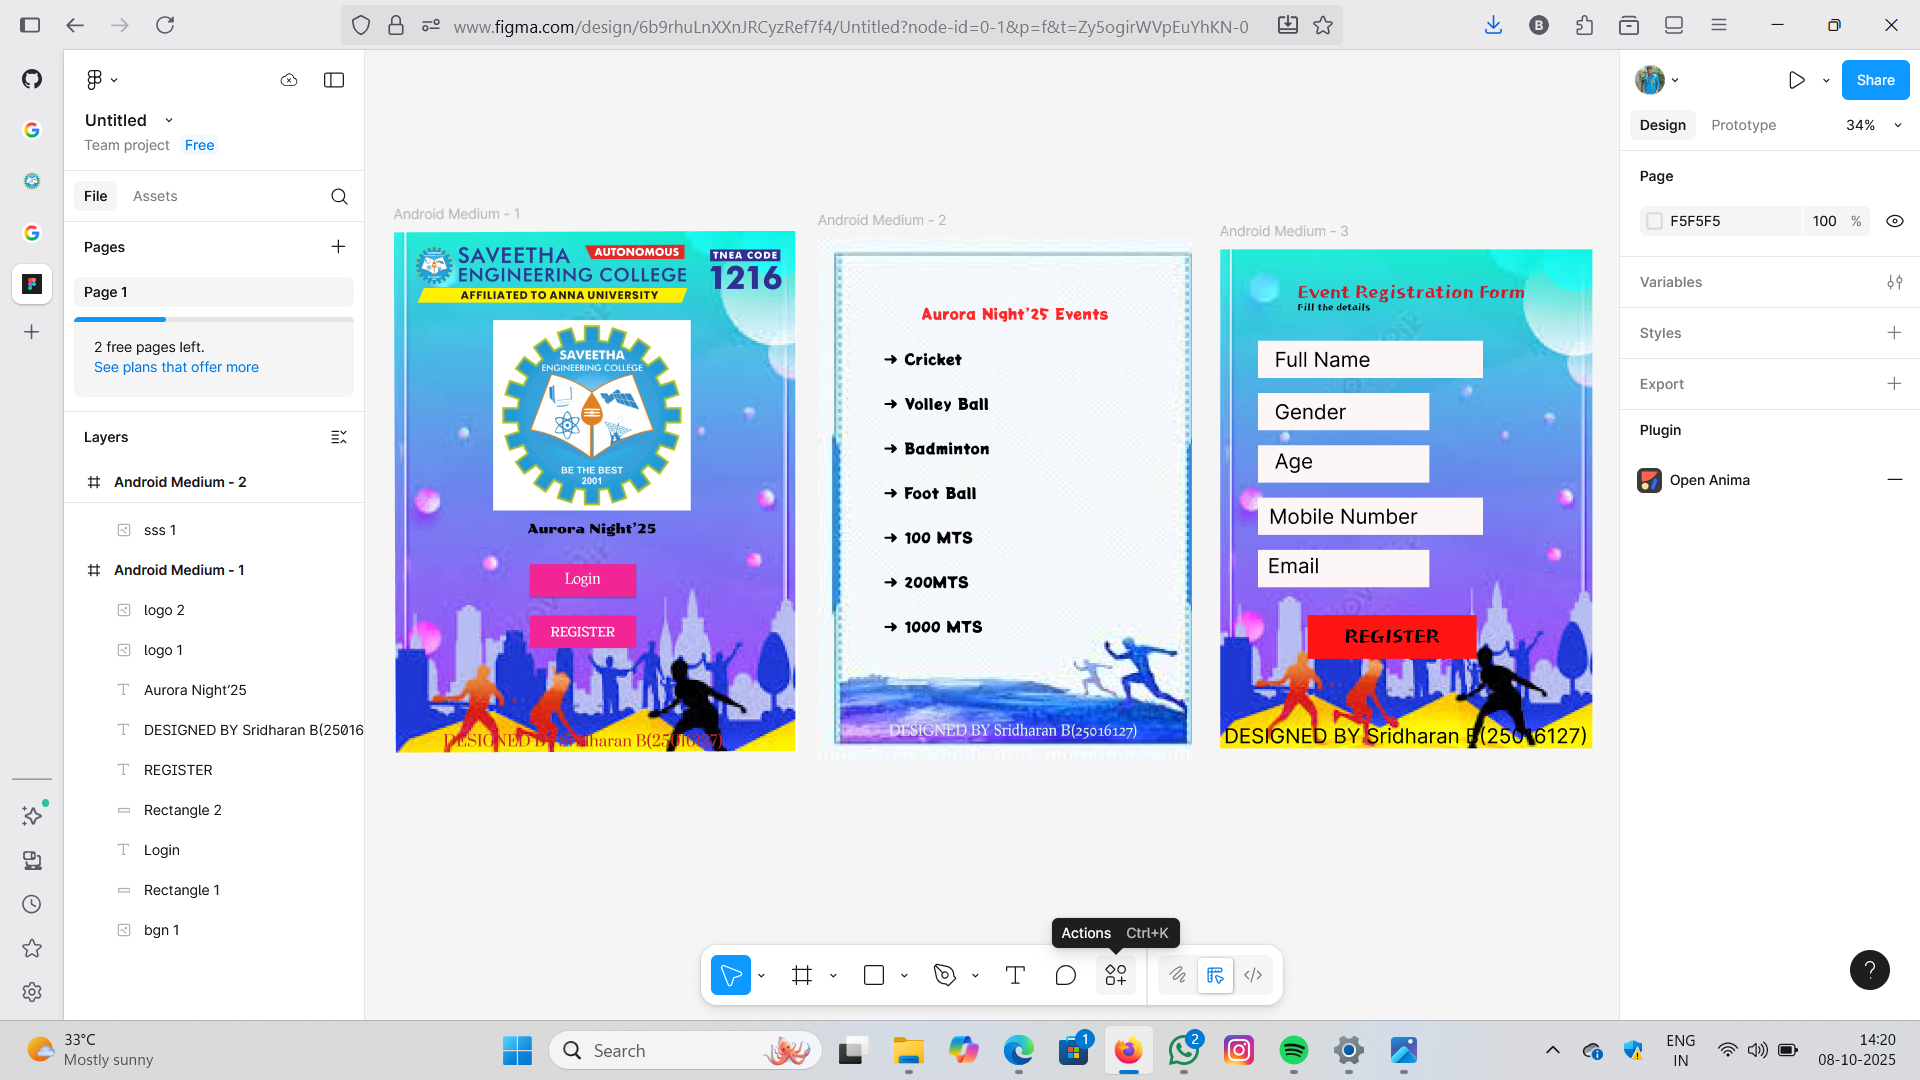 www.figma.com/design/6b9rhuLnXXnJRCyzRef7f4/Untitled?node-id=0-1&p=f&t=Zy5ogirWVpEuYhKN-0
B
Untitled
Team project Free
File Assets
Pages
Page 1
2 free pages left.
See plans that offer more
Layers
Android Medium - 2
sss 1
Android Medium - 1
logo 2
logo 1
Aurora Night’25
DESIGNED BY Sridharan B(25016
REGISTER
Rectangle 2
Login
Rectangle 1
bgn 1
Android Medium - 1
SAVEETHA AUTONOMOUS
ENGINEERING COLLEGE
AFFILIATED TO ANNA UNIVERSITY
TNEA CODE
1216
SAVEETHA
ENGINEERING COLLEGE
BE THE BEST
2001
Aurora Night’25
Login
REGISTER
DESIGNED BY Sridharan B(25016127)
Android Medium - 2
Aurora Night’25 Events
→ Cricket
→ Volley Ball
→ Badminton
→ Foot Ball
→ 100 MTS
→ 200MTS
→ 1000 MTS
DESIGNED BY Sridharan B(25016127)
Android Medium - 3
Event Registration Form
Fill the details
Full Name
Gender
Age
Mobile Number
Email
REGISTER
DESIGNED BY Sridharan B(25016127)
Actions Ctrl+K
Share
Design Prototype 34%
Page
F5F5F5 100 %
Variables
Styles
Export
Plugin
Open Anima
?
33°C
Mostly sunny
Search
1
2
ENG
IN
14:20
08-10-2025